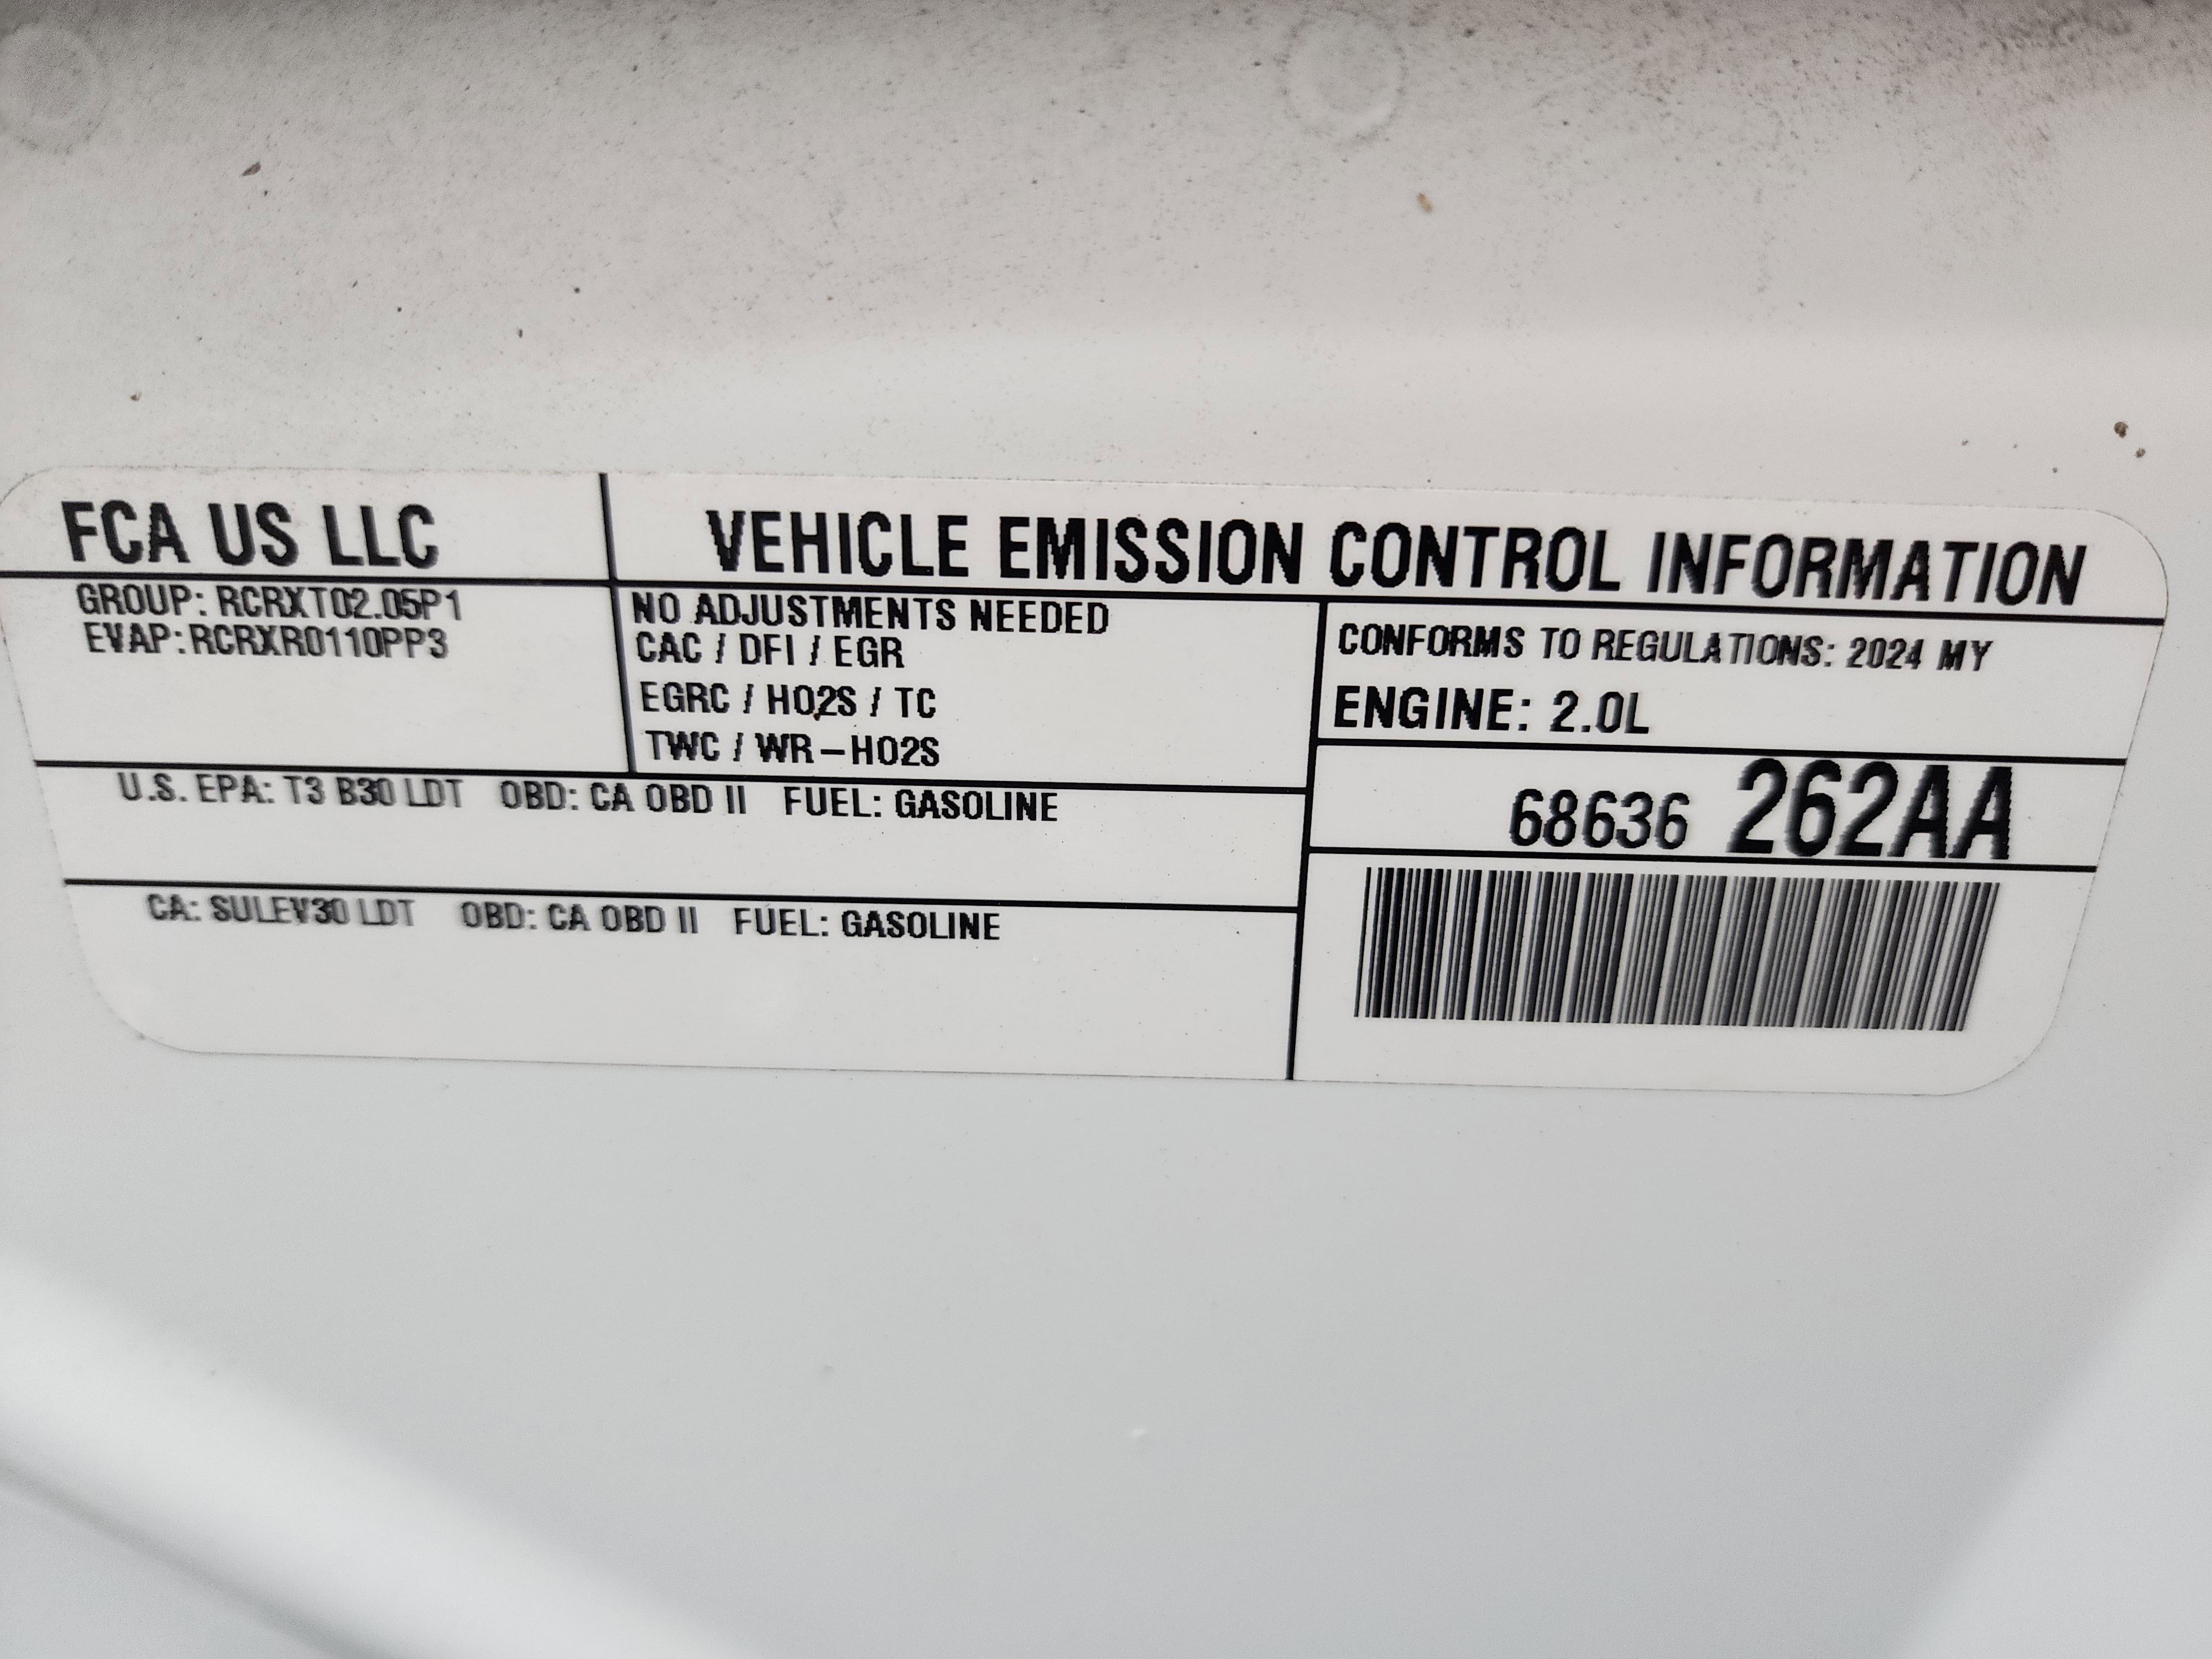 FCA US LLC
VEHICLE EMISSION CONTROL INFORMATION
GROUP: RCRXT02.05P1
EVAP: RCRXR0110PP3
NO ADJUSTMENTS NEEDED
CAC / DFI / EGR
EGRC / HO2S / TC
TWC / WR-HO2S
CONFORMS TO REGULATIONS: 2024 MY
ENGINE: 2.0L
68636 262AA
U.S. EPA: T3 B30 LDT OBD: CA OBD II FUEL: GASOLINE
CA: SULEV30 LDT OBD: CA OBD II FUEL: GASOLINE